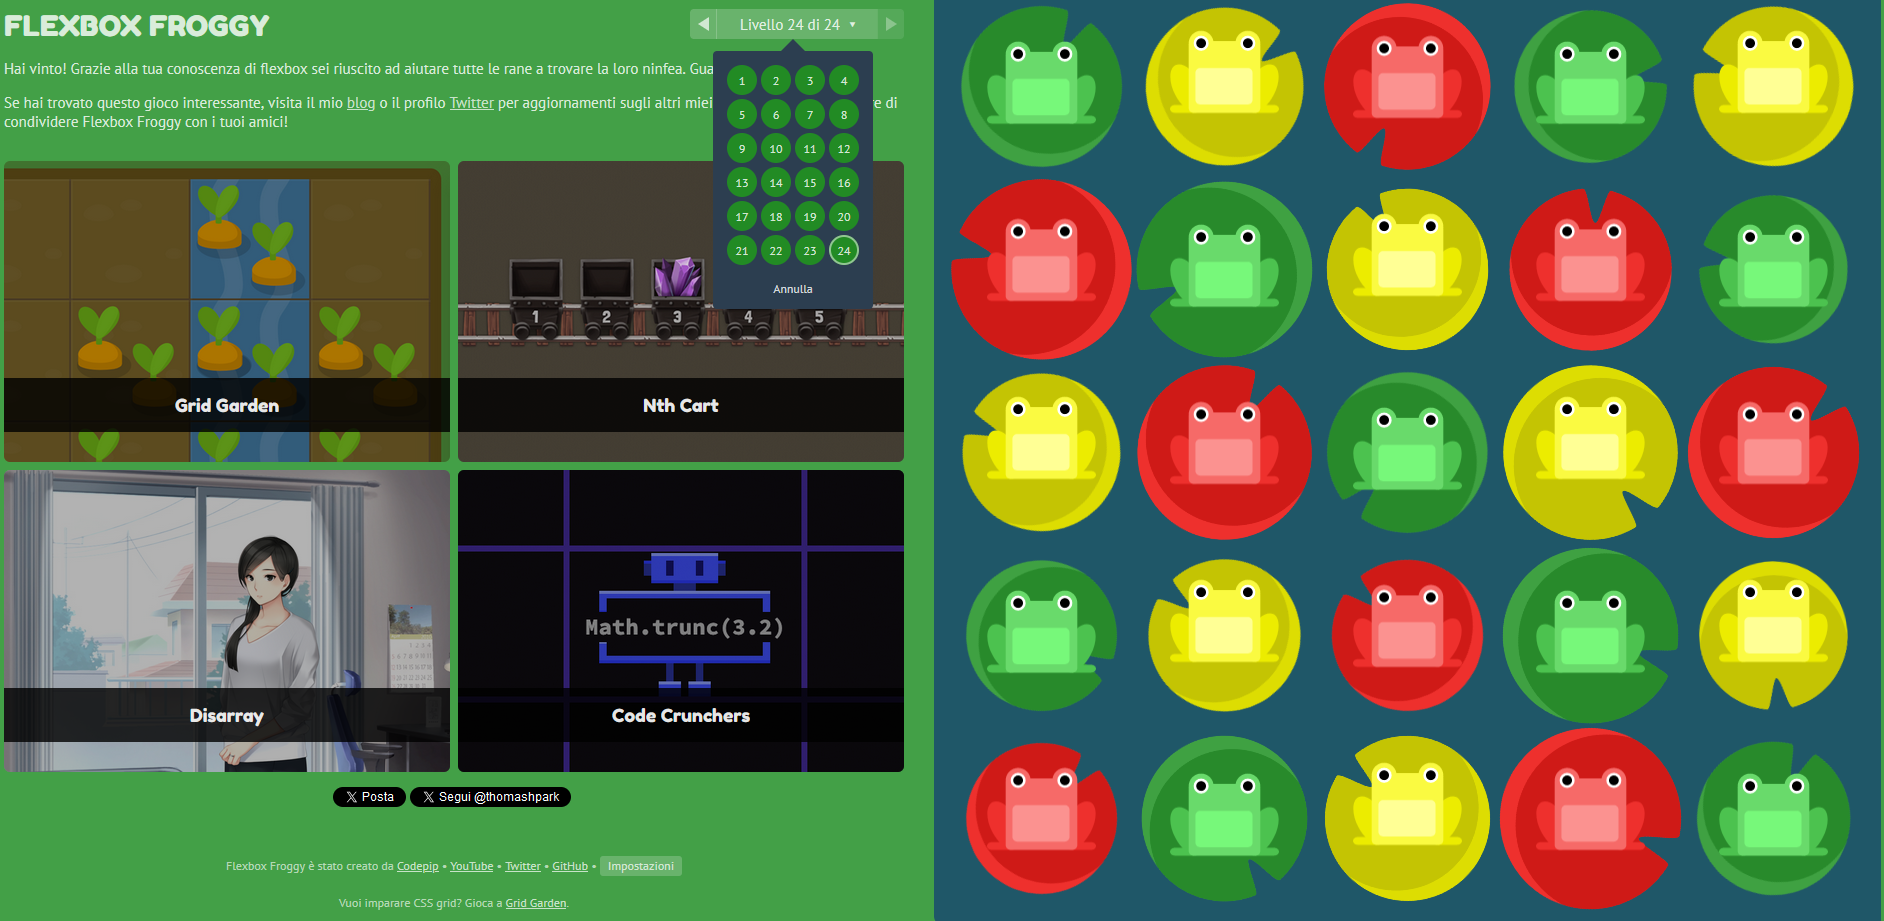 FLEXBOX FROGGY
◀ Livello 24 di 24 ▼ ▶
Hai vinto! Grazie alla tua conoscenza di flexbox sei riuscito ad aiutare tutte le rane a trovare la loro ninfea. Gua
Se hai trovato questo gioco interessante, visita il mio blog o il profilo Twitter per aggiornamenti sugli altri miei re di
condividere Flexbox Froggy con i tuoi amici!
1 2 3 4
5 6 7 8
9 10 11 12
13 14 15 16
17 18 19 20
21 22 23 24
Annulla
1 2 3 4 5
Grid Garden
Nth Cart
Math.trunc(3.2)
Disarray
Code Crunchers
X Posta
X Segui @thomashpark
Flexbox Froggy è stato creato da Codepip • YouTube • Twitter • GitHub • Impostazioni
Vuoi imparare CSS grid? Gioca a Grid Garden.